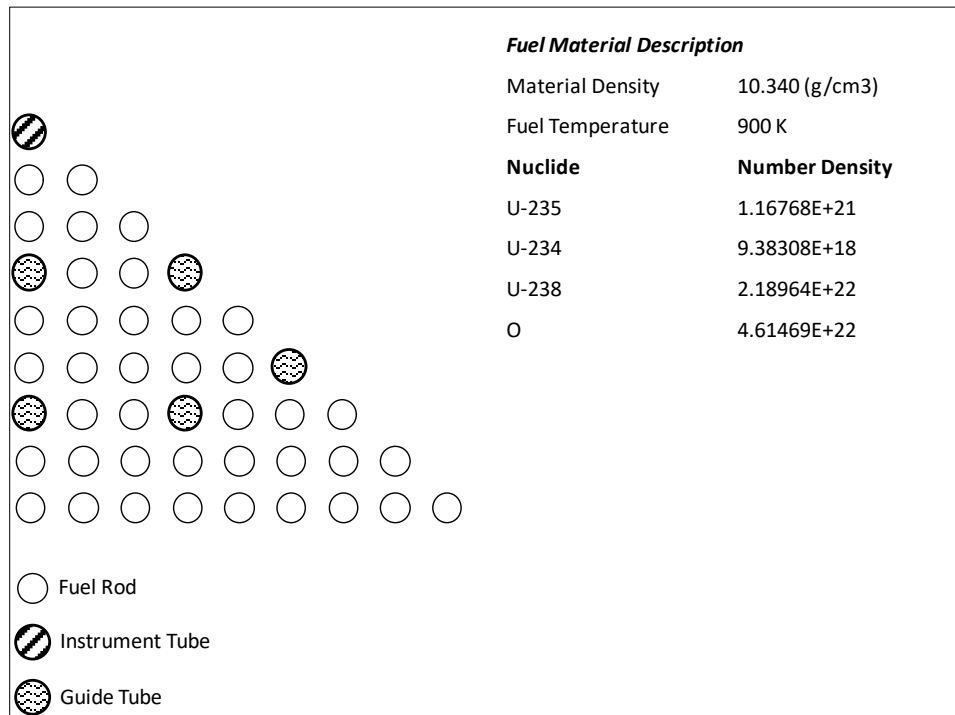 Fuel Material Description
Material Density 10.340 (g/cm3)
Fuel Temperature 900 K
Nuclide Number Density
U-235 1.16768E+21
U-234 9.38308E+18
U-238 2.18964E+22
O 4.61469E+22
Fuel Rod
Instrument Tube
Guide Tube